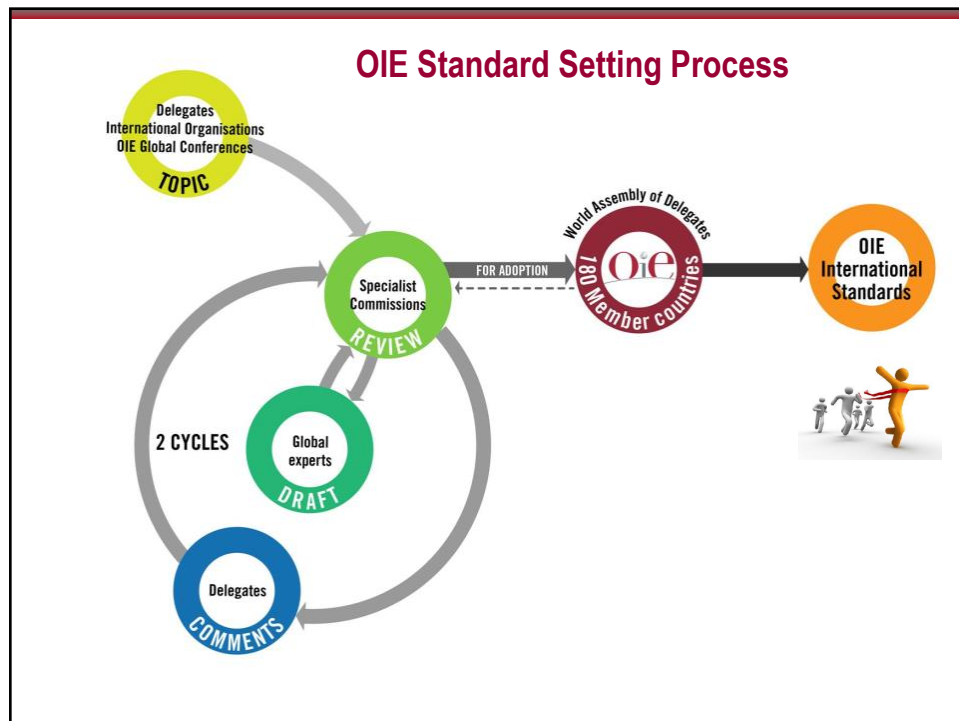 OIE Standard Setting Process
Delegates
International Organisations
OIE Global Conferences
TOPIC
World Assembly of Delegates
Oie
180 Member countries
FOR ADOPTION
OIE
International
Standards
Specialist
Commissions
REVIEW
2 CYCLES
Global
experts
DRAFT
Delegates
COMMENTS